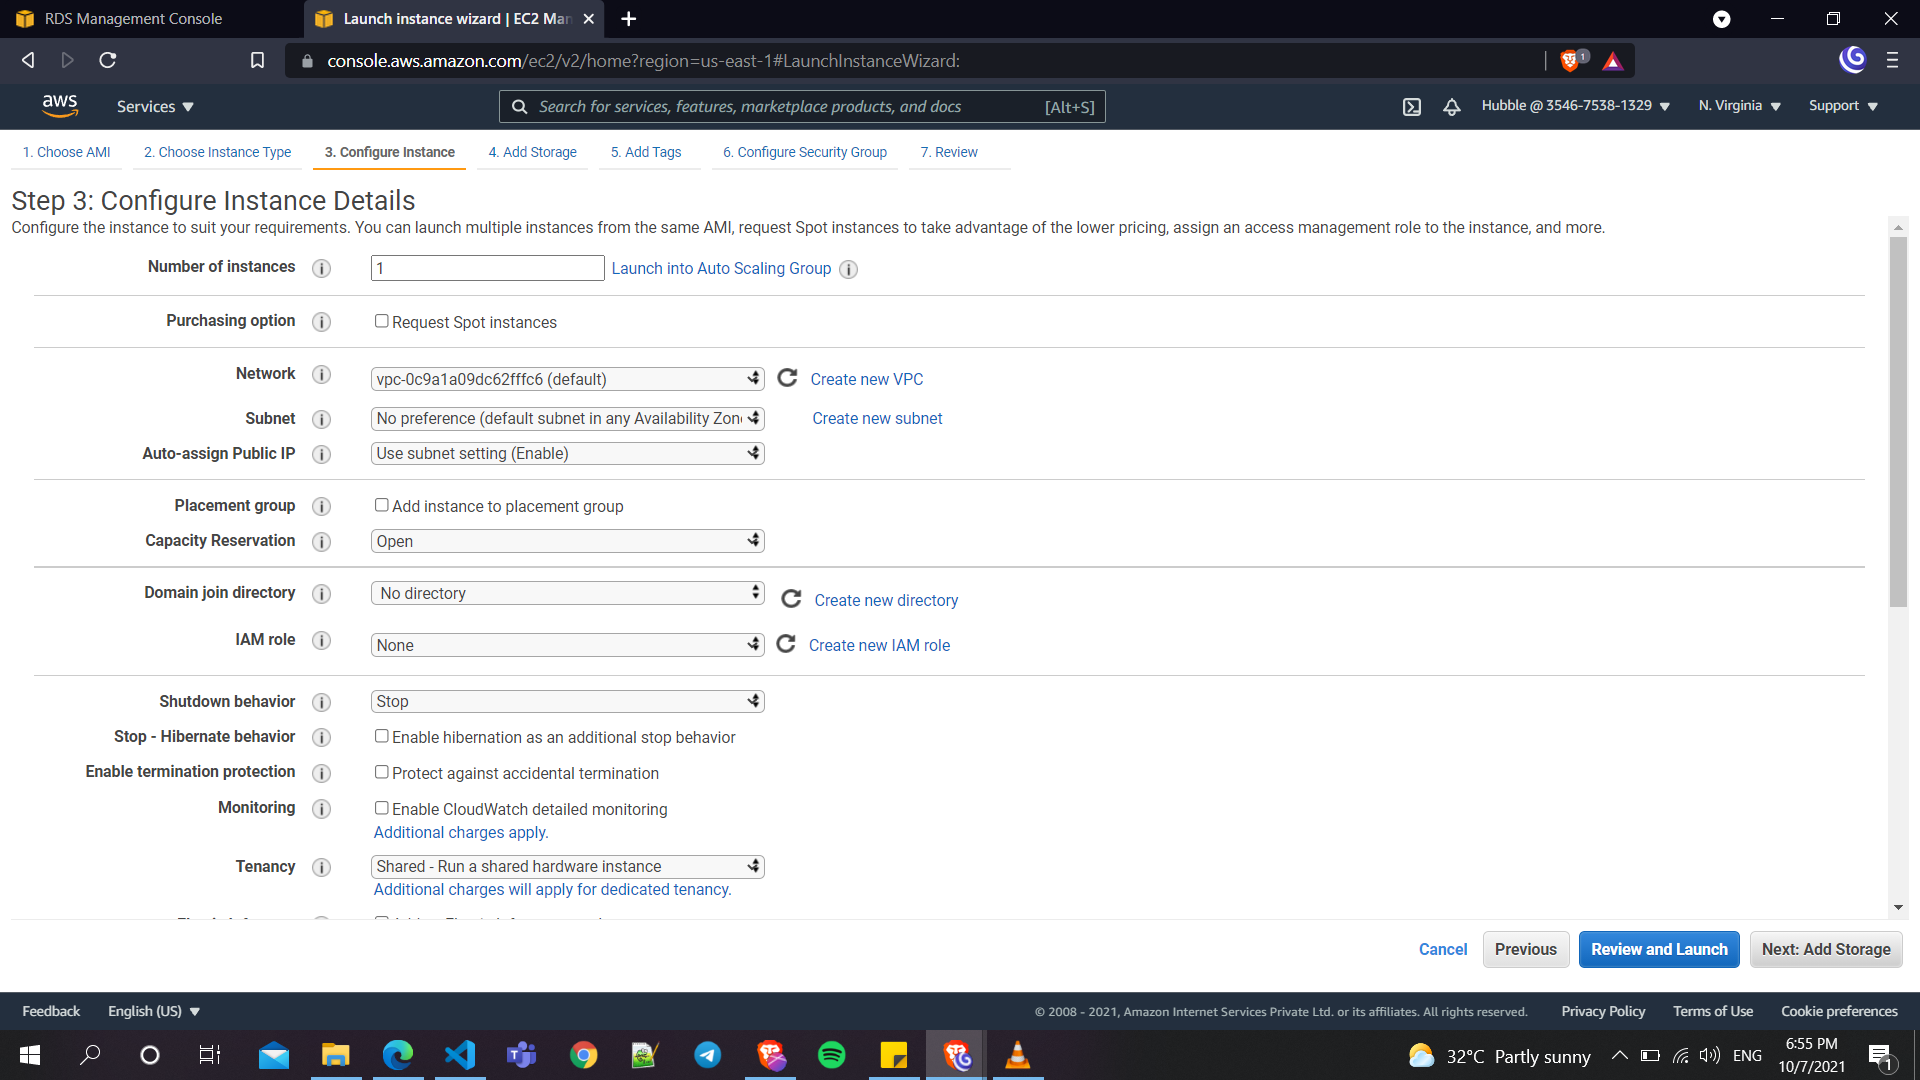 RDS Management Console
Launch instance wizard | EC2 Man
console.aws.amazon.com/ec2/v2/home?region=us-east-1#LaunchInstanceWizard:
1
aws
Services
Search for services, features, marketplace products, and docs [Alt+S]
Hubble @ 3546-7538-1329
N. Virginia
Support
1. Choose AMI
2. Choose Instance Type
3. Configure Instance
4. Add Storage
5. Add Tags
6. Configure Security Group
7. Review
Step 3: Configure Instance Details
Configure the instance to suit your requirements. You can launch multiple instances from the same AMI, request Spot instances to take advantage of the lower pricing, assign an access management role to the instance, and more.
Number of instances i 1 Launch into Auto Scaling Group i
Purchasing option i Request Spot instances
Network i vpc-0c9a1a09dc62fffc6 (default) Create new VPC
Subnet i No preference (default subnet in any Availability Zon Create new subnet
Auto-assign Public IP i Use subnet setting (Enable)
Placement group i Add instance to placement group
Capacity Reservation i Open
Domain join directory i No directory Create new directory
IAM role i None Create new IAM role
Shutdown behavior i Stop
Stop - Hibernate behavior i Enable hibernation as an additional stop behavior
Enable termination protection i Protect against accidental termination
Monitoring i Enable CloudWatch detailed monitoring
Additional charges apply.
Tenancy i Shared - Run a shared hardware instance
Additional charges will apply for dedicated tenancy.
Cancel
Previous
Review and Launch
Next: Add Storage
Feedback
English (US)
© 2008 - 2021, Amazon Internet Services Private Ltd. or its affiliates. All rights reserved.
Privacy Policy
Terms of Use
Cookie preferences
32°C Partly sunny
ENG
6:55 PM
10/7/2021
1